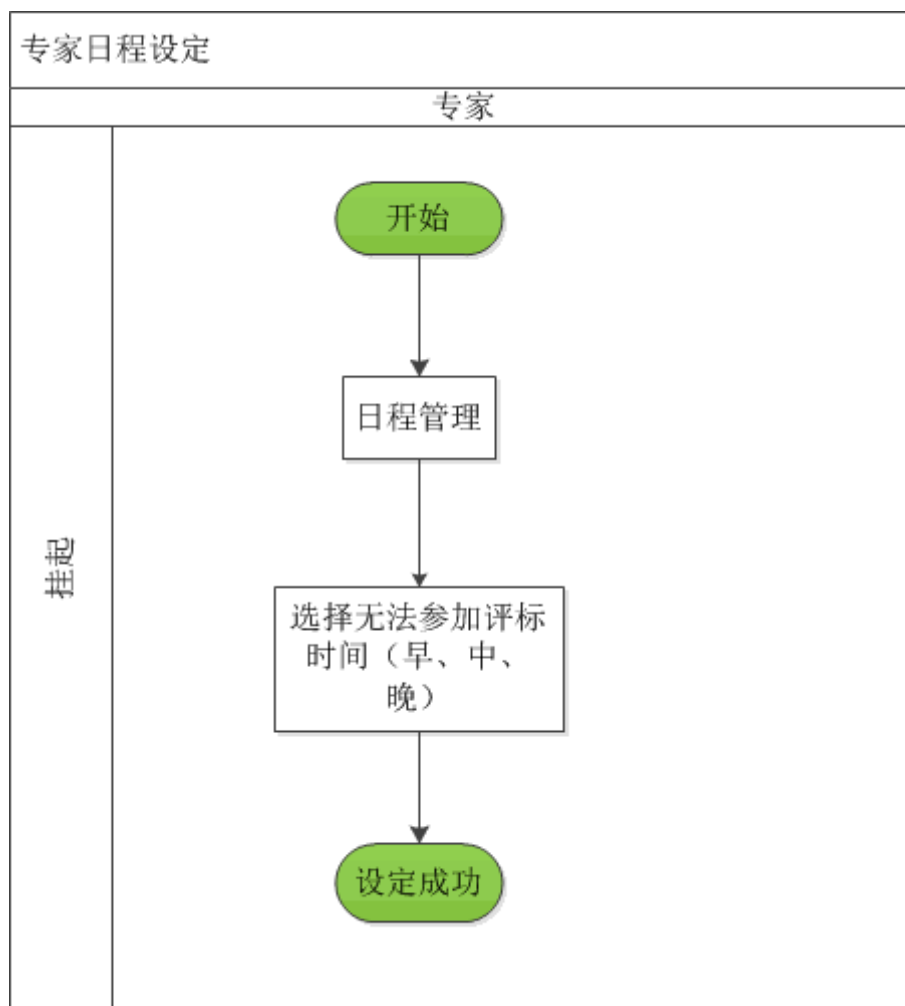 专家日程设定
专家
开始
日程管理
挂起
选择无法参加评标
时间（早、中、
晚）
设定成功